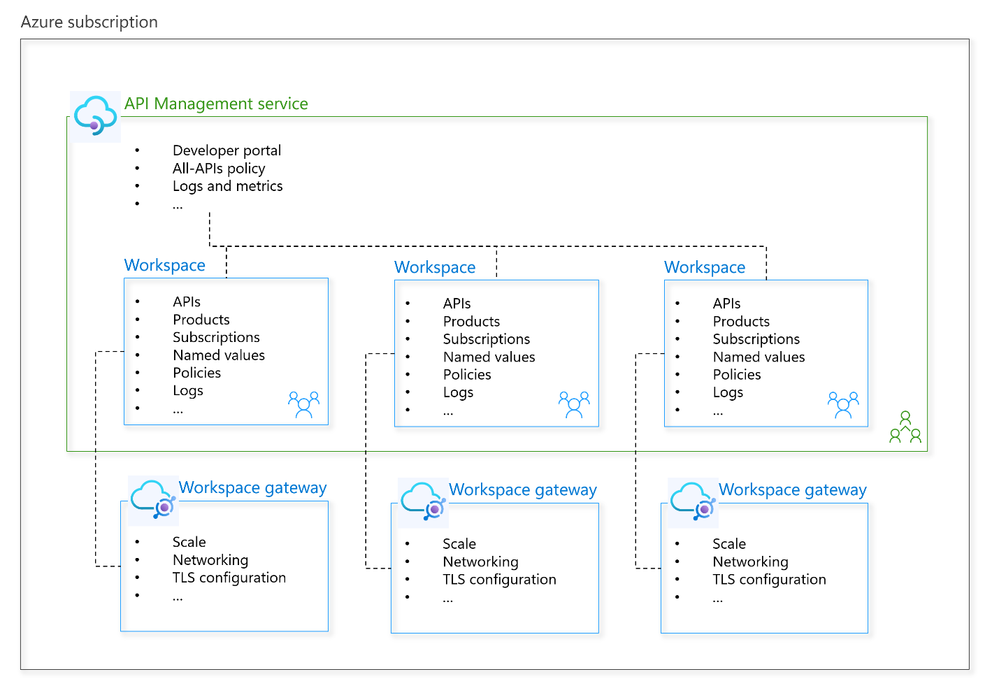 Azure subscription
API Management service
• Developer portal
• All-APIs policy
• Logs and metrics
• ...
Workspace
• APIs
• Products
• Subscriptions
• Named values
• Policies
• Logs
• ...
Workspace
• APIs
• Products
• Subscriptions
• Named values
• Policies
• Logs
• ...
Workspace
• APIs
• Products
• Subscriptions
• Named values
• Policies
• Logs
• ...
Workspace gateway
• Scale
• Networking
• TLS configuration
• ...
Workspace gateway
• Scale
• Networking
• TLS configuration
• ...
Workspace gateway
• Scale
• Networking
• TLS configuration
• ...